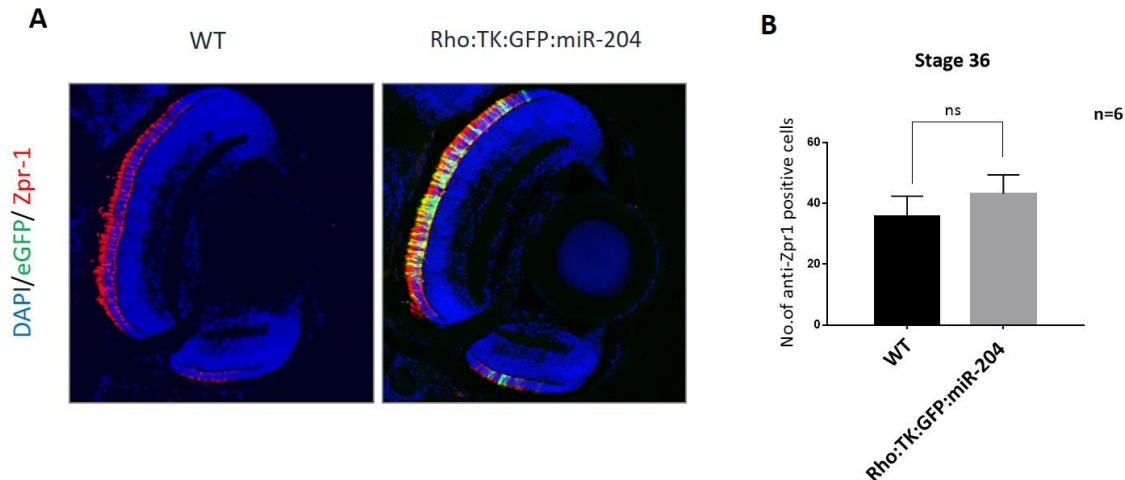 A
WT
Rho:TK:GFP:miR-204
DAPI/eGFP/ Zpr-1
B
Stage 36
n=6
ns
No.of anti-Zpr1 positive cells
60
40
20
0
WT
Rho:TK:GFP:miR-204